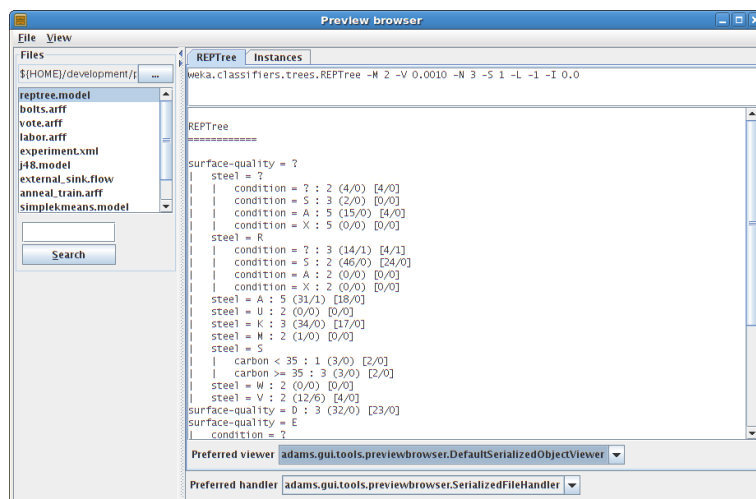 Preview browser
File View
Files
${HOME}/development/p
...
reptree.model
bolts.arff
vote.arff
labor.arff
experiment.xml
j48.model
external_sink.flow
anneal_train.arff
simplekmeans.model
Search
REPTree Instances
weka.classifiers.trees.REPTree -M 2 -V 0.0010 -N 3 -S 1 -L -1 -I 0.0
REPTree
============
surface-quality = ?
| steel = ?
| | condition = ? : 2 (4/0) [4/0]
| | condition = S : 3 (2/0) [0/0]
| | condition = A : 5 (15/0) [4/0]
| | condition = X : 5 (0/0) [0/0]
| steel = R
| | condition = ? : 3 (14/1) [4/1]
| | condition = S : 2 (46/0) [24/0]
| | condition = A : 2 (0/0) [0/0]
| | condition = X : 2 (0/0) [0/0]
| steel = A : 5 (31/1) [18/0]
| steel = U : 2 (0/0) [0/0]
| steel = K : 3 (34/0) [17/0]
| steel = M : 2 (1/0) [0/0]
| steel = S
| | carbon < 35 : 1 (3/0) [2/0]
| | carbon >= 35 : 3 (3/0) [2/0]
| steel = W : 2 (0/0) [0/0]
| steel = V : 2 (12/6) [4/0]
surface-quality = D : 3 (32/0) [23/0]
surface-quality = E
| condition = ?
Preferred viewer adams.gui.tools.previewbrowser.DefaultSerializedObjectViewer
Preferred handler adams.gui.tools.previewbrowser.SerializedFileHandler